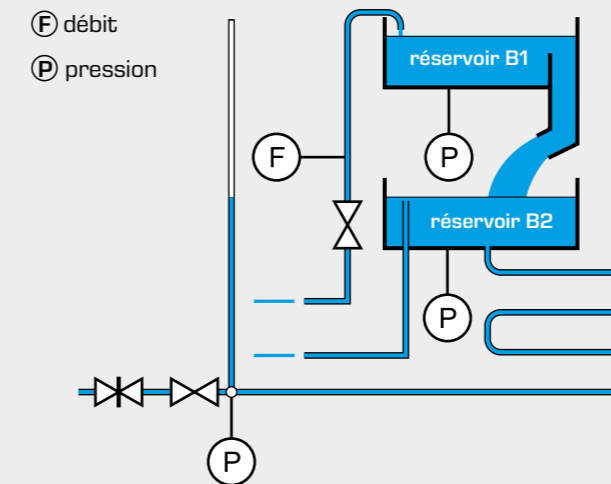 F débit
P pression
réservoir B1
F
P
réservoir B2
P
P